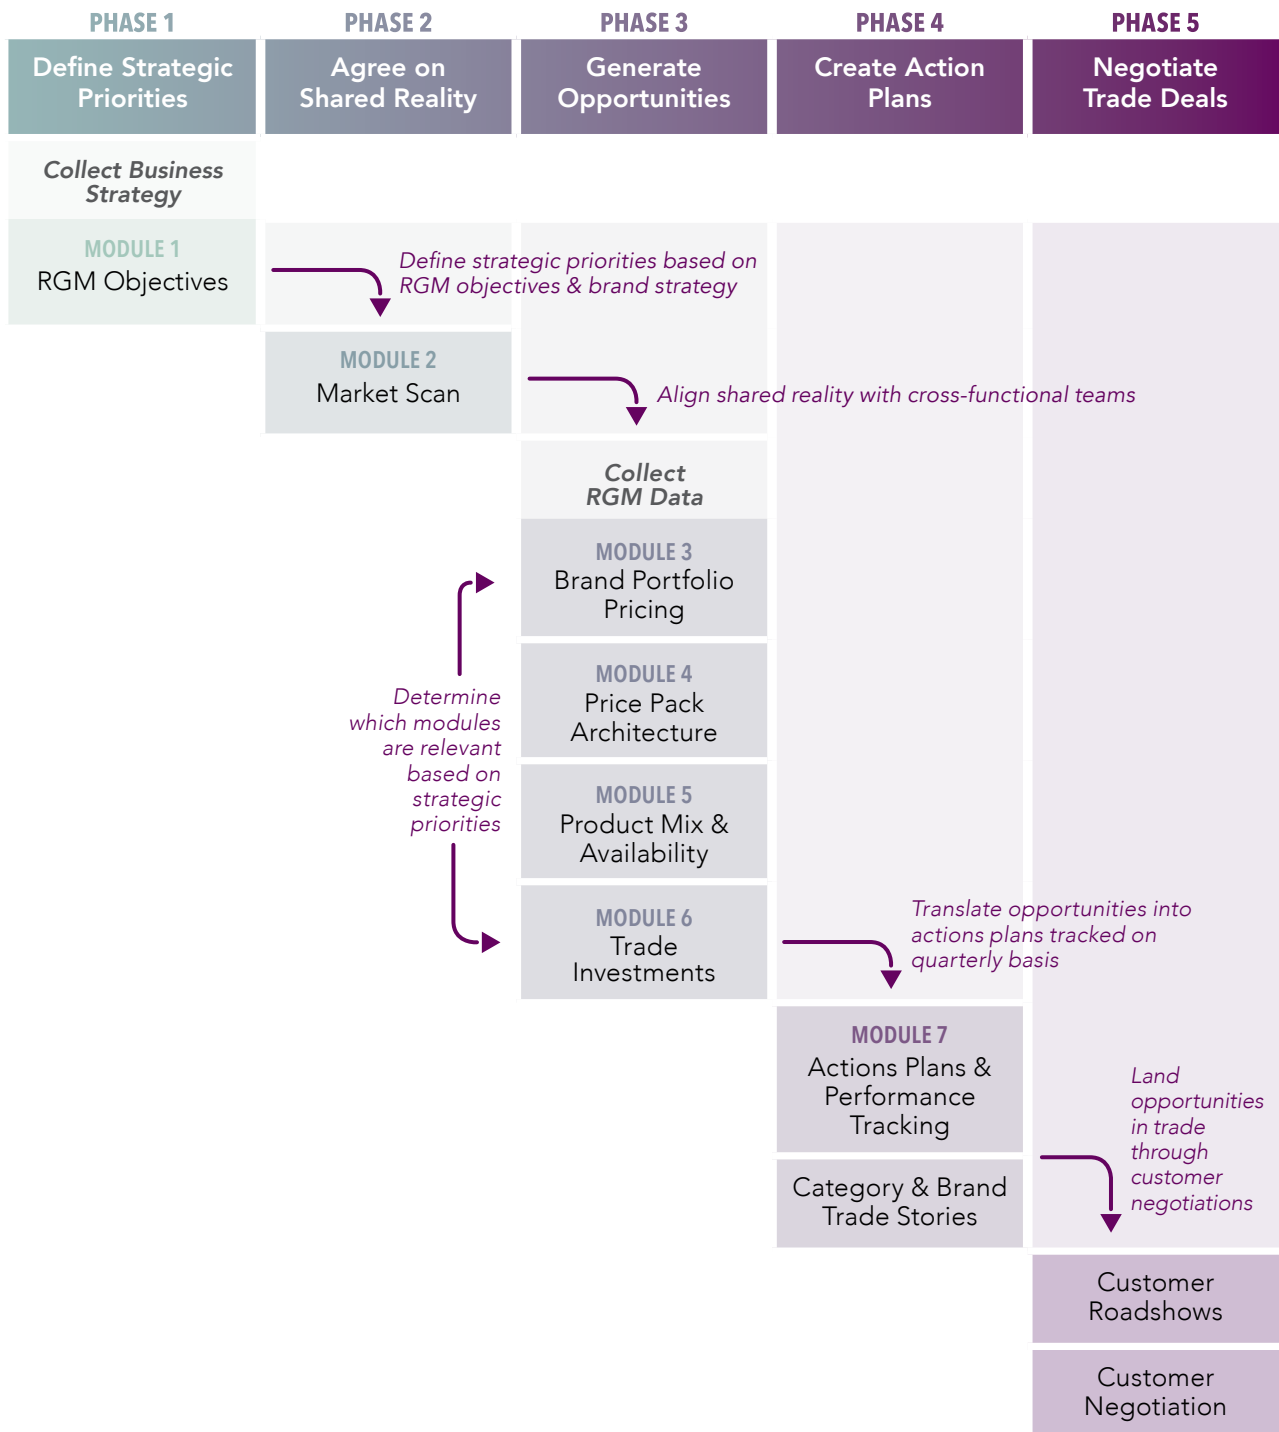 PHASE 1
PHASE 2
PHASE 3
PHASE 4
PHASE 5
Define Strategic
Priorities
Agree on
Shared Reality
Generate
Opportunities
Create Action
Plans
Negotiate
Trade Deals
Collect Business
Strategy
MODULE 1
RGM Objectives
Define strategic priorities based on
RGM objectives & brand strategy
MODULE 2
Market Scan
Align shared reality with cross-functional teams
Collect
RGM Data
MODULE 3
Brand Portfolio
Pricing
MODULE 4
Price Pack
Architecture
Determine
which modules
are relevant
based on
strategic
priorities
MODULE 5
Product Mix &
Availability
MODULE 6
Trade
Investments
Translate opportunities into
actions plans tracked on
quarterly basis
MODULE 7
Actions Plans &
Performance
Tracking
Land
opportunities
in trade
through
customer
negotiations
Category & Brand
Trade Stories
Customer
Roadshows
Customer
Negotiation